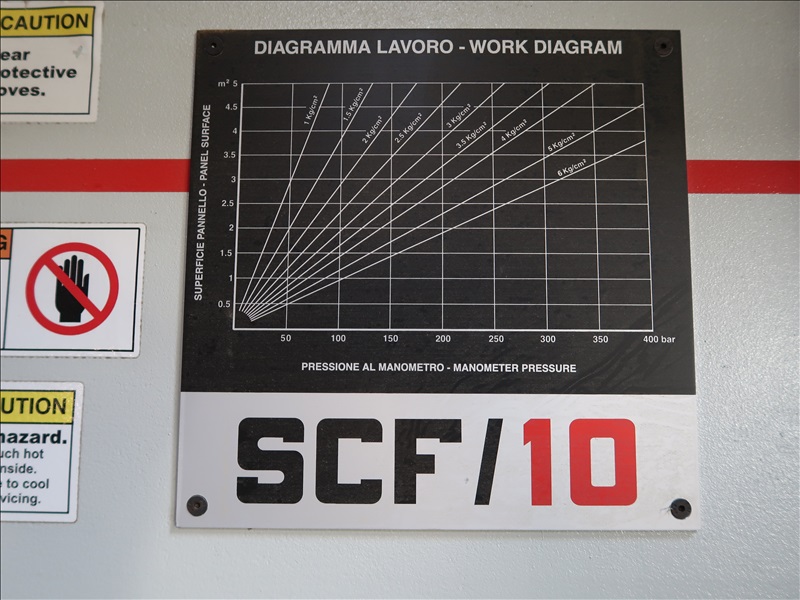 CAUTION
ear
otective
oves.
G
UTION
hazard.
uch hot
nside.
e to cool
vicing.
DIAGRAMMA LAVORO - WORK DIAGRAM
m² 5
4.5
4
3.5
3
2.5
2
1.5
1
0.5
SUPERFICIE PANNELLO - PANEL SURFACE
1 Kg/cm²
1.5 Kg/cm²
2 Kg/cm²
2.5 Kg/cm²
3 Kg/cm²
3.5 Kg/cm²
4 Kg/cm²
5 Kg/cm²
6 Kg/cm²
50 100 150 200 250 300 350 400 bar
PRESSIONE AL MANOMETRO - MANOMETER PRESSURE
SCF/10